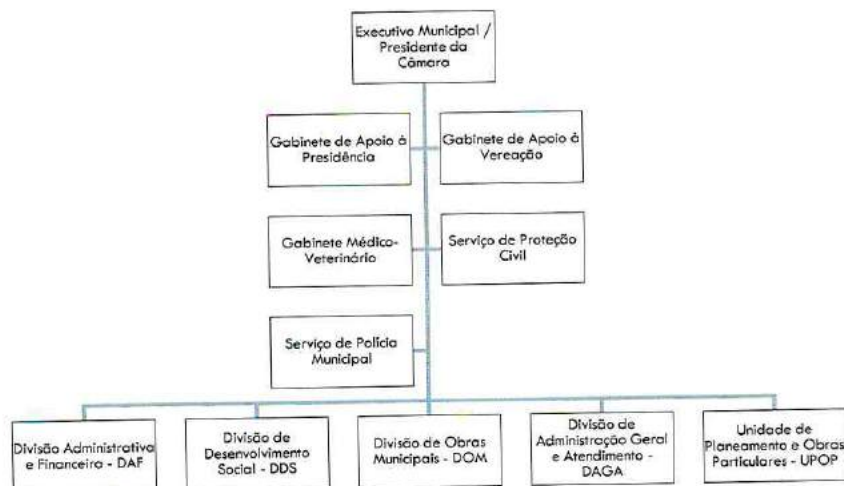 Executivo Municipal /
Presidente da
Câmara
Gabinete de Apoio à
Presidência
Gabinete de Apoio à
Vereação
Gabinete Médico-
Veterinário
Serviço de Proteção
Civil
Serviço de Polícia
Municipal
Divisão Administrativa
e Financeira - DAF
Divisão de
Desenvolvimento
Social - DDS
Divisão de Obras
Municipais - DOM
Divisão de
Administração Geral
e Atendimento -
DAGA
Unidade de
Planeamento e Obras
Particulares - UPOP